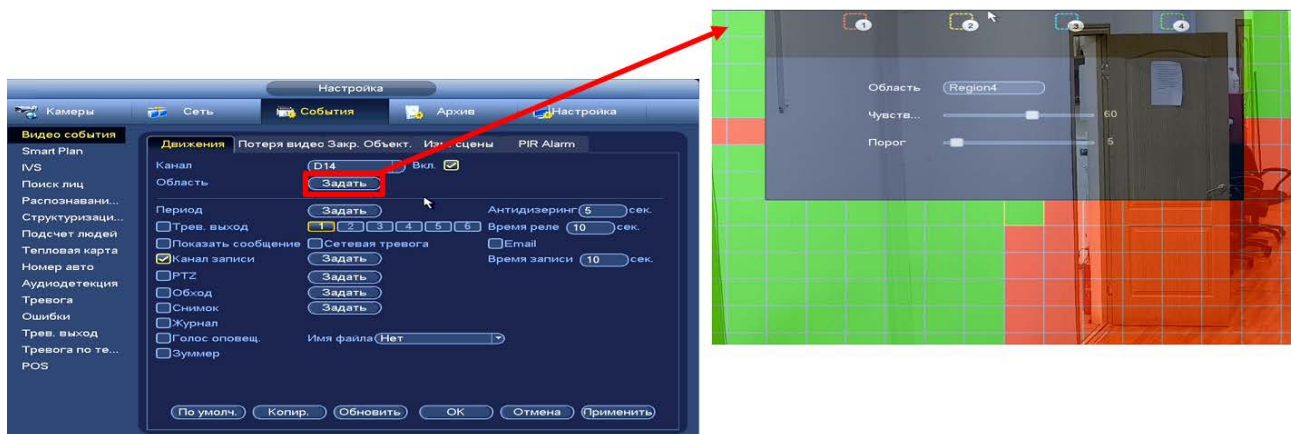 Настройка
Камеры Сеть События Архив Настройка
Видео события
Smart Plan
IVS
Поиск лиц
Распознавани...
Структуризаци...
Подсчет людей
Тепловая карта
Номер авто
Аудиодетекция
Тревога
Ошибки
Трев. выход
Тревога по те...
POS
Движения Потеря видео Закр. Объект. Изм. сцены PIR Alarm
Канал D14 Вкл.
Область Задать
Период Задать Антидизеринг 5 сек.
Трев. выход 1 2 3 4 5 6 Время реле 10 сек.
Показать сообщение Сетевая тревога Email
Канал записи Задать Время записи 10 сек.
PTZ Задать
Обход Задать
Снимок Задать
Журнал
Голос оповещ. Имя файла Нет
Зуммер
По умолч. Копир. Обновить OK Отмена Применить
1 2 3 4
Область Region4
Чувств... 60
Порог 5